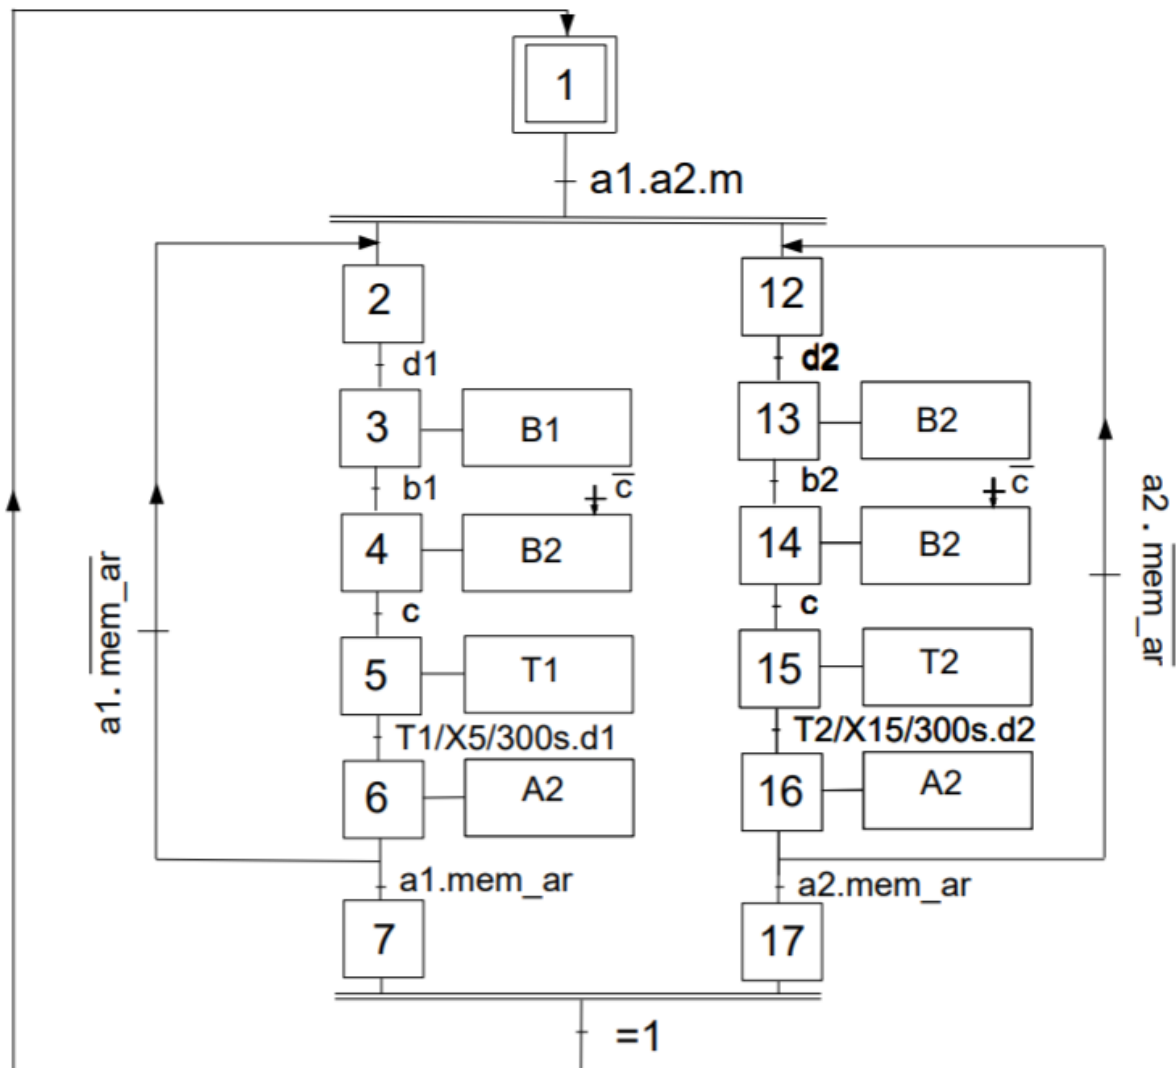 1
a1.a2.m
2
12
d1
d2
3
B1
13
B2
b1
c̅
b2
c̅
4
B2
14
B2
c
c
5
T1
15
T2
T1/X5/300s.d1
T2/X15/300s.d2
6
A2
16
A2
a1.m̅e̅m̅_̅a̅r̅
a2.m̅e̅m̅_̅a̅r̅
a1.mem_ar
a2.mem_ar
7
17
=1